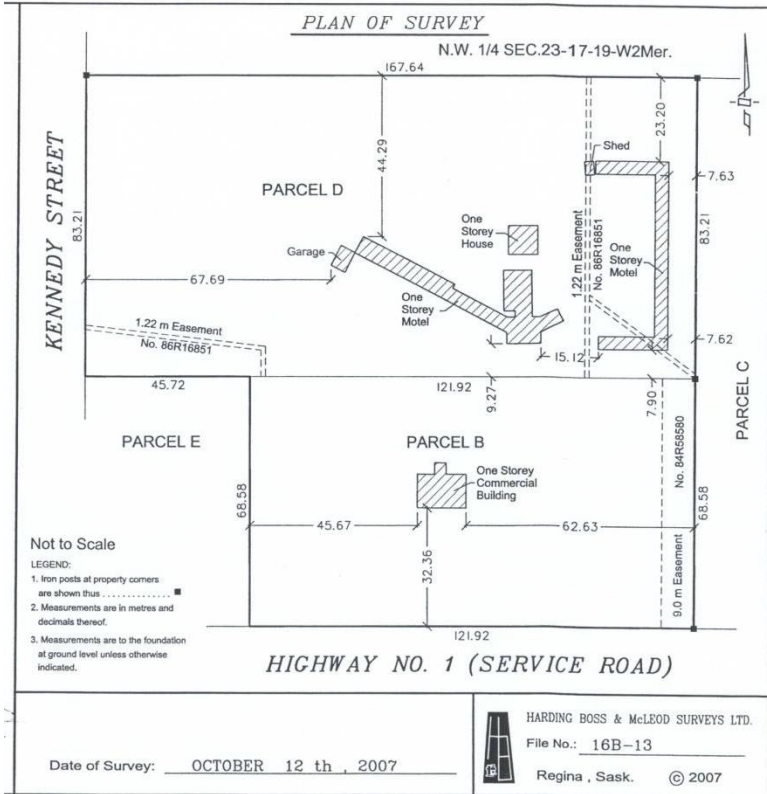 PLAN OF SURVEY
N.W. 1/4 SEC.23-17-19-W2Mer.
167.64
44.29
23.20
Shed
7.63
KENNEDY STREET
83.21
PARCEL D
One
Storey
House
1.22 m Easement
No. 86R16851
One
Storey
Motel
83.21
Garage
67.69
One
Storey
Motel
1.22 m Easement
No. 86R16851
15.12
7.62
45.72
121.92
9.27
7.90
PARCEL C
PARCEL E
PARCEL B
No. 84R58580
One Storey
Commercial
Building
68.58
45.67
62.63
68.58
32.36
9.0 m Easement
121.92
Not to Scale
LEGEND:
1. Iron posts at property corners
are shown thus .............. ■
2. Measurements are in metres and
decimals thereof.
3. Measurements are to the foundation
at ground level unless otherwise
indicated.
HIGHWAY NO. 1 (SERVICE ROAD)
Date of Survey: OCTOBER 12 th , 2007
HARDING BOSS & McLEOD SURVEYS LTD.
File No.: 16B-13
Regina , Sask. © 2007